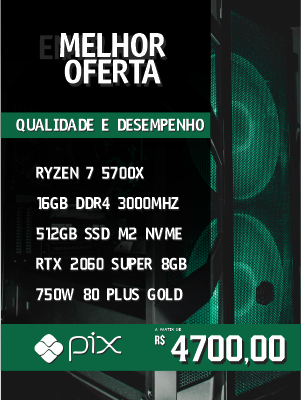 MELHOR
OFERTA
QUALIDADE E DESEMPENHO
RYZEN 7 5700X
16GB DDR4 3000MHZ
512GB SSD M2 NVME
RTX 2060 SUPER 8GB
750W 80 PLUS GOLD
pix
A PARTIR DE
R$ 4700,00